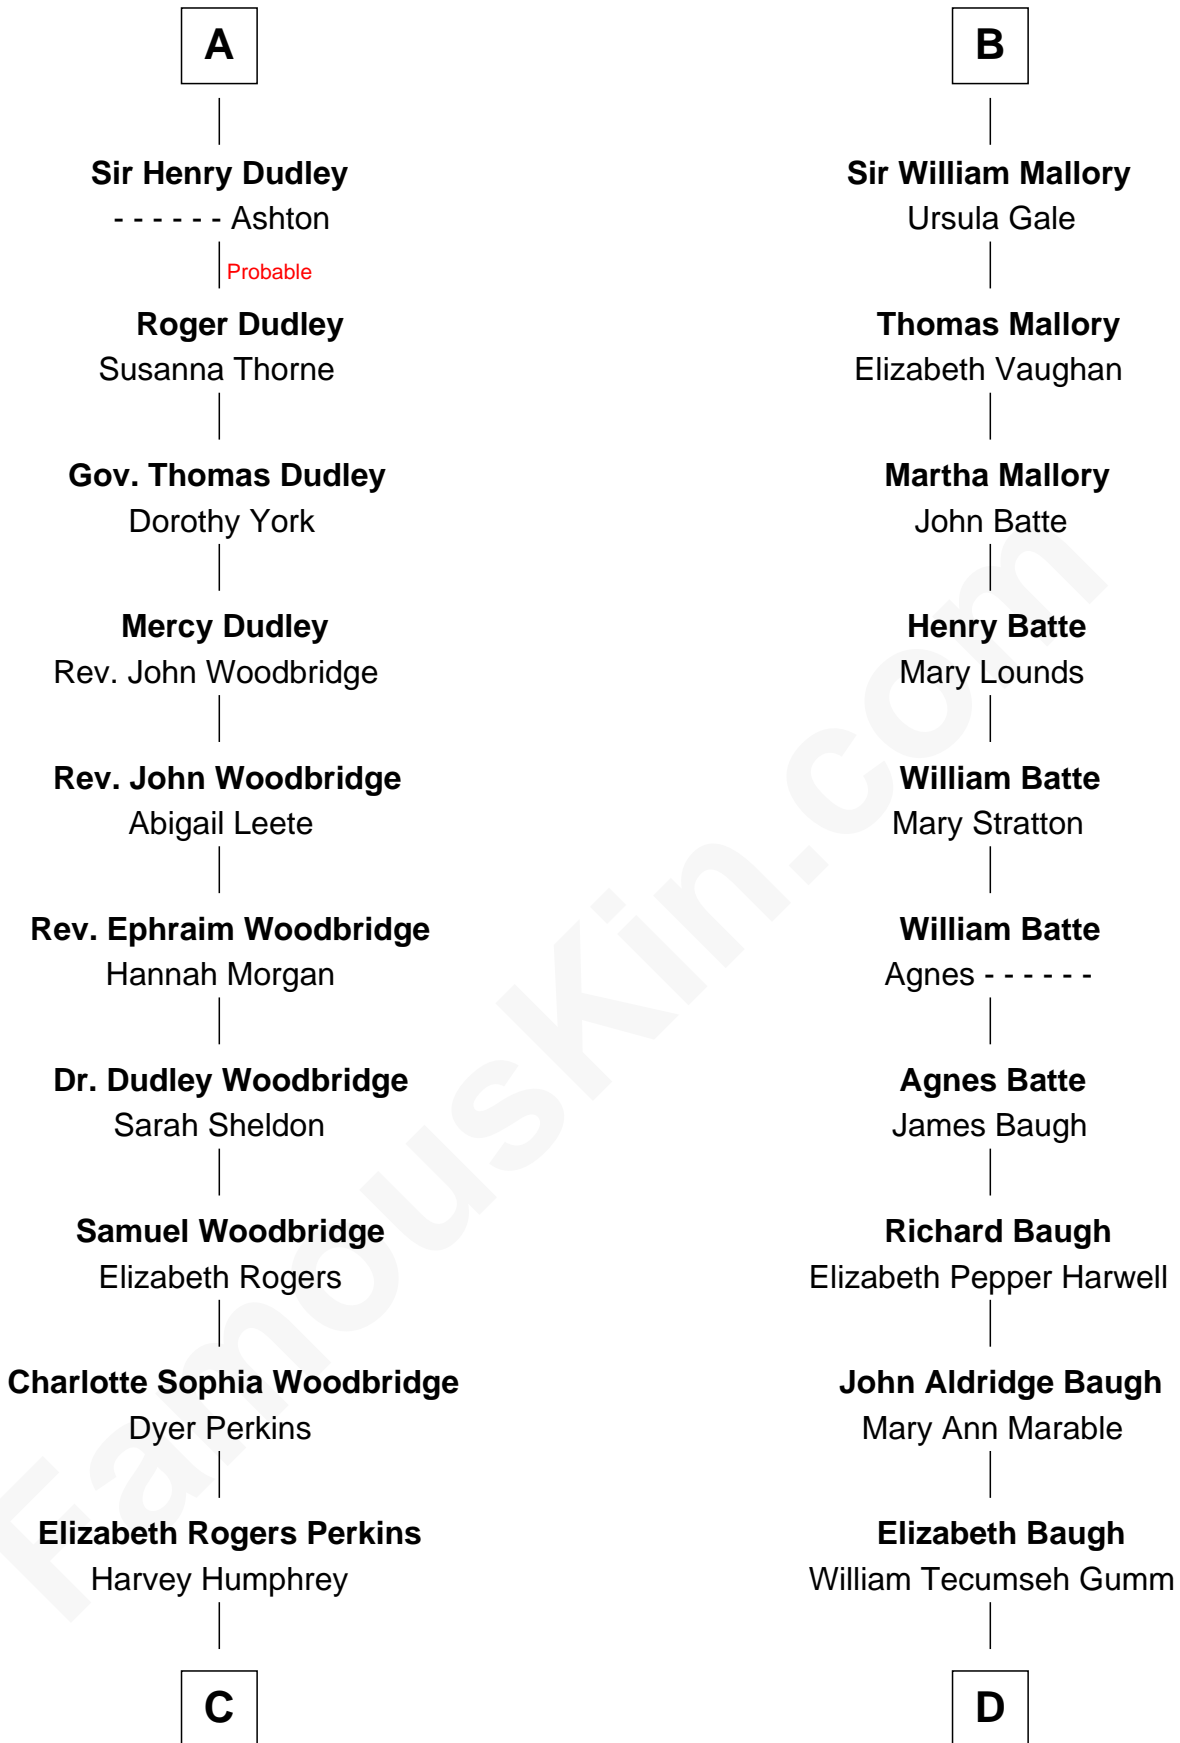 A
Sir Henry Dudley
- - - - - - Ashton
Probable
Roger Dudley
Susanna Thorne
Gov. Thomas Dudley
Dorothy York
Mercy Dudley
Rev. John Woodbridge
Rev. John Woodbridge
Abigail Leete
Rev. Ephraim Woodbridge
Hannah Morgan
Dr. Dudley Woodbridge
Sarah Sheldon
Samuel Woodbridge
Elizabeth Rogers
Charlotte Sophia Woodbridge
Dyer Perkins
Elizabeth Rogers Perkins
Harvey Humphrey
C
B
Sir William Mallory
Ursula Gale
Thomas Mallory
Elizabeth Vaughan
Martha Mallory
John Batte
Henry Batte
Mary Lounds
William Batte
Mary Stratton
William Batte
Agnes - - - - - -
Agnes Batte
James Baugh
Richard Baugh
Elizabeth Pepper Harwell
John Aldridge Baugh
Mary Ann Marable
Elizabeth Baugh
William Tecumseh Gumm
D
FamousKin.com